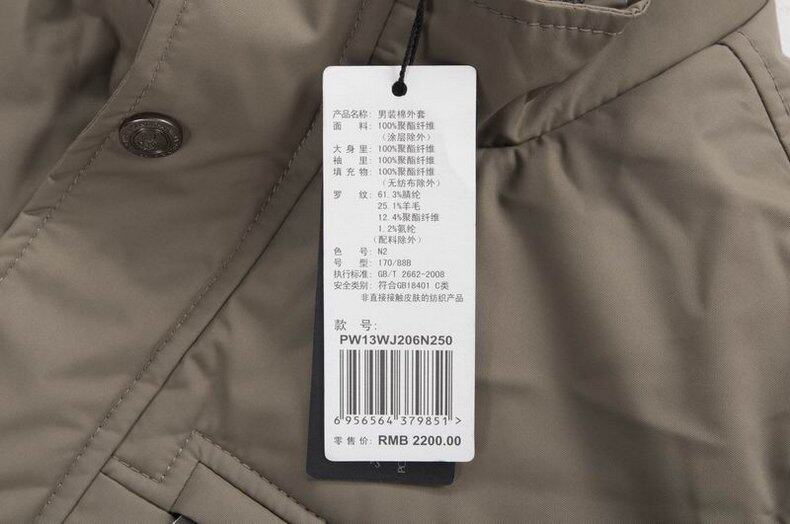 产品名称: 男装棉外套
面 料: 100%聚酯纤维
(涂层除外)
大 身 里: 100%聚酯纤维
袖 里: 100%聚酯纤维
填 充 物: 100%聚酯纤维
(无纺布除外)
罗 纹: 61.3%腈纶
25.1%羊毛
12.4%聚酯纤维
1.2%氨纶
(配料除外)
色 号: N2
号 型: 170/88B
执行标准: GB/T 2662-2008
安全类别: 符合GB18401 C类
非直接接触皮肤的纺织产品
款 号:
PW13WJ206N250
6 956564 379851 >
零售价: RMB 2200.00